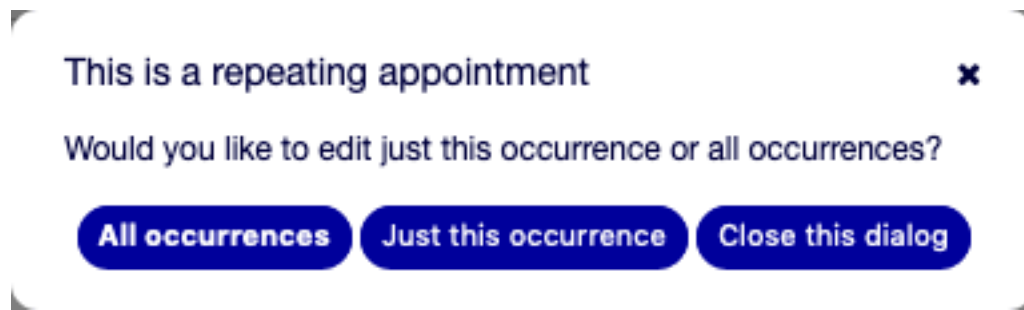 This is a repeating appointment
Would you like to edit just this occurrence or all occurrences?
All occurrences Just this occurrence Close this dialog